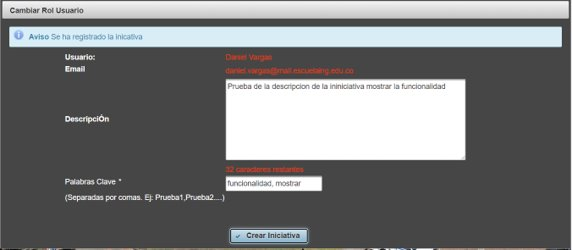 Cambiar Rol Usuario
Aviso Se ha registrado la inicativa
Usuario: Daniel Vargas
Email daniel.vargas@mail.escuelaing.edu.co
DescripciÓn Prueba de la descripcion de la ininiciativa mostrar la funcionalidad
32 caracteres restantes
Palabras Clave * funcionalidad, mostrar
(Separadas por comas. Ej: Prueba1,Prueba2....)
Crear Iniciativa